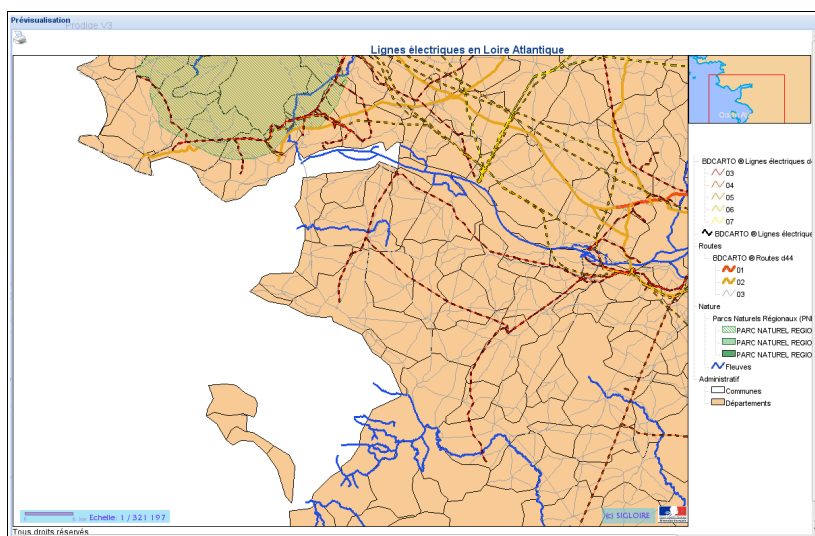 Prévisualisation
Prodige V3
Lignes électriques en Loire Atlantique
BDCARTO ® Lignes électriques d
03
04
05
06
07
BDCARTO ® Lignes électrique
Routes
BDCARTO ® Routes d44
01
02
03
Nature
Parcs Naturels Régionaux (PN
PARC NATUREL REGIO
PARC NATUREL REGIO
PARC NATUREL REGIO
Fleuves
Administratif
Communes
Départements
Echelle: 1 / 321 197
(c) SIGLOIRE
Tous droits réservés